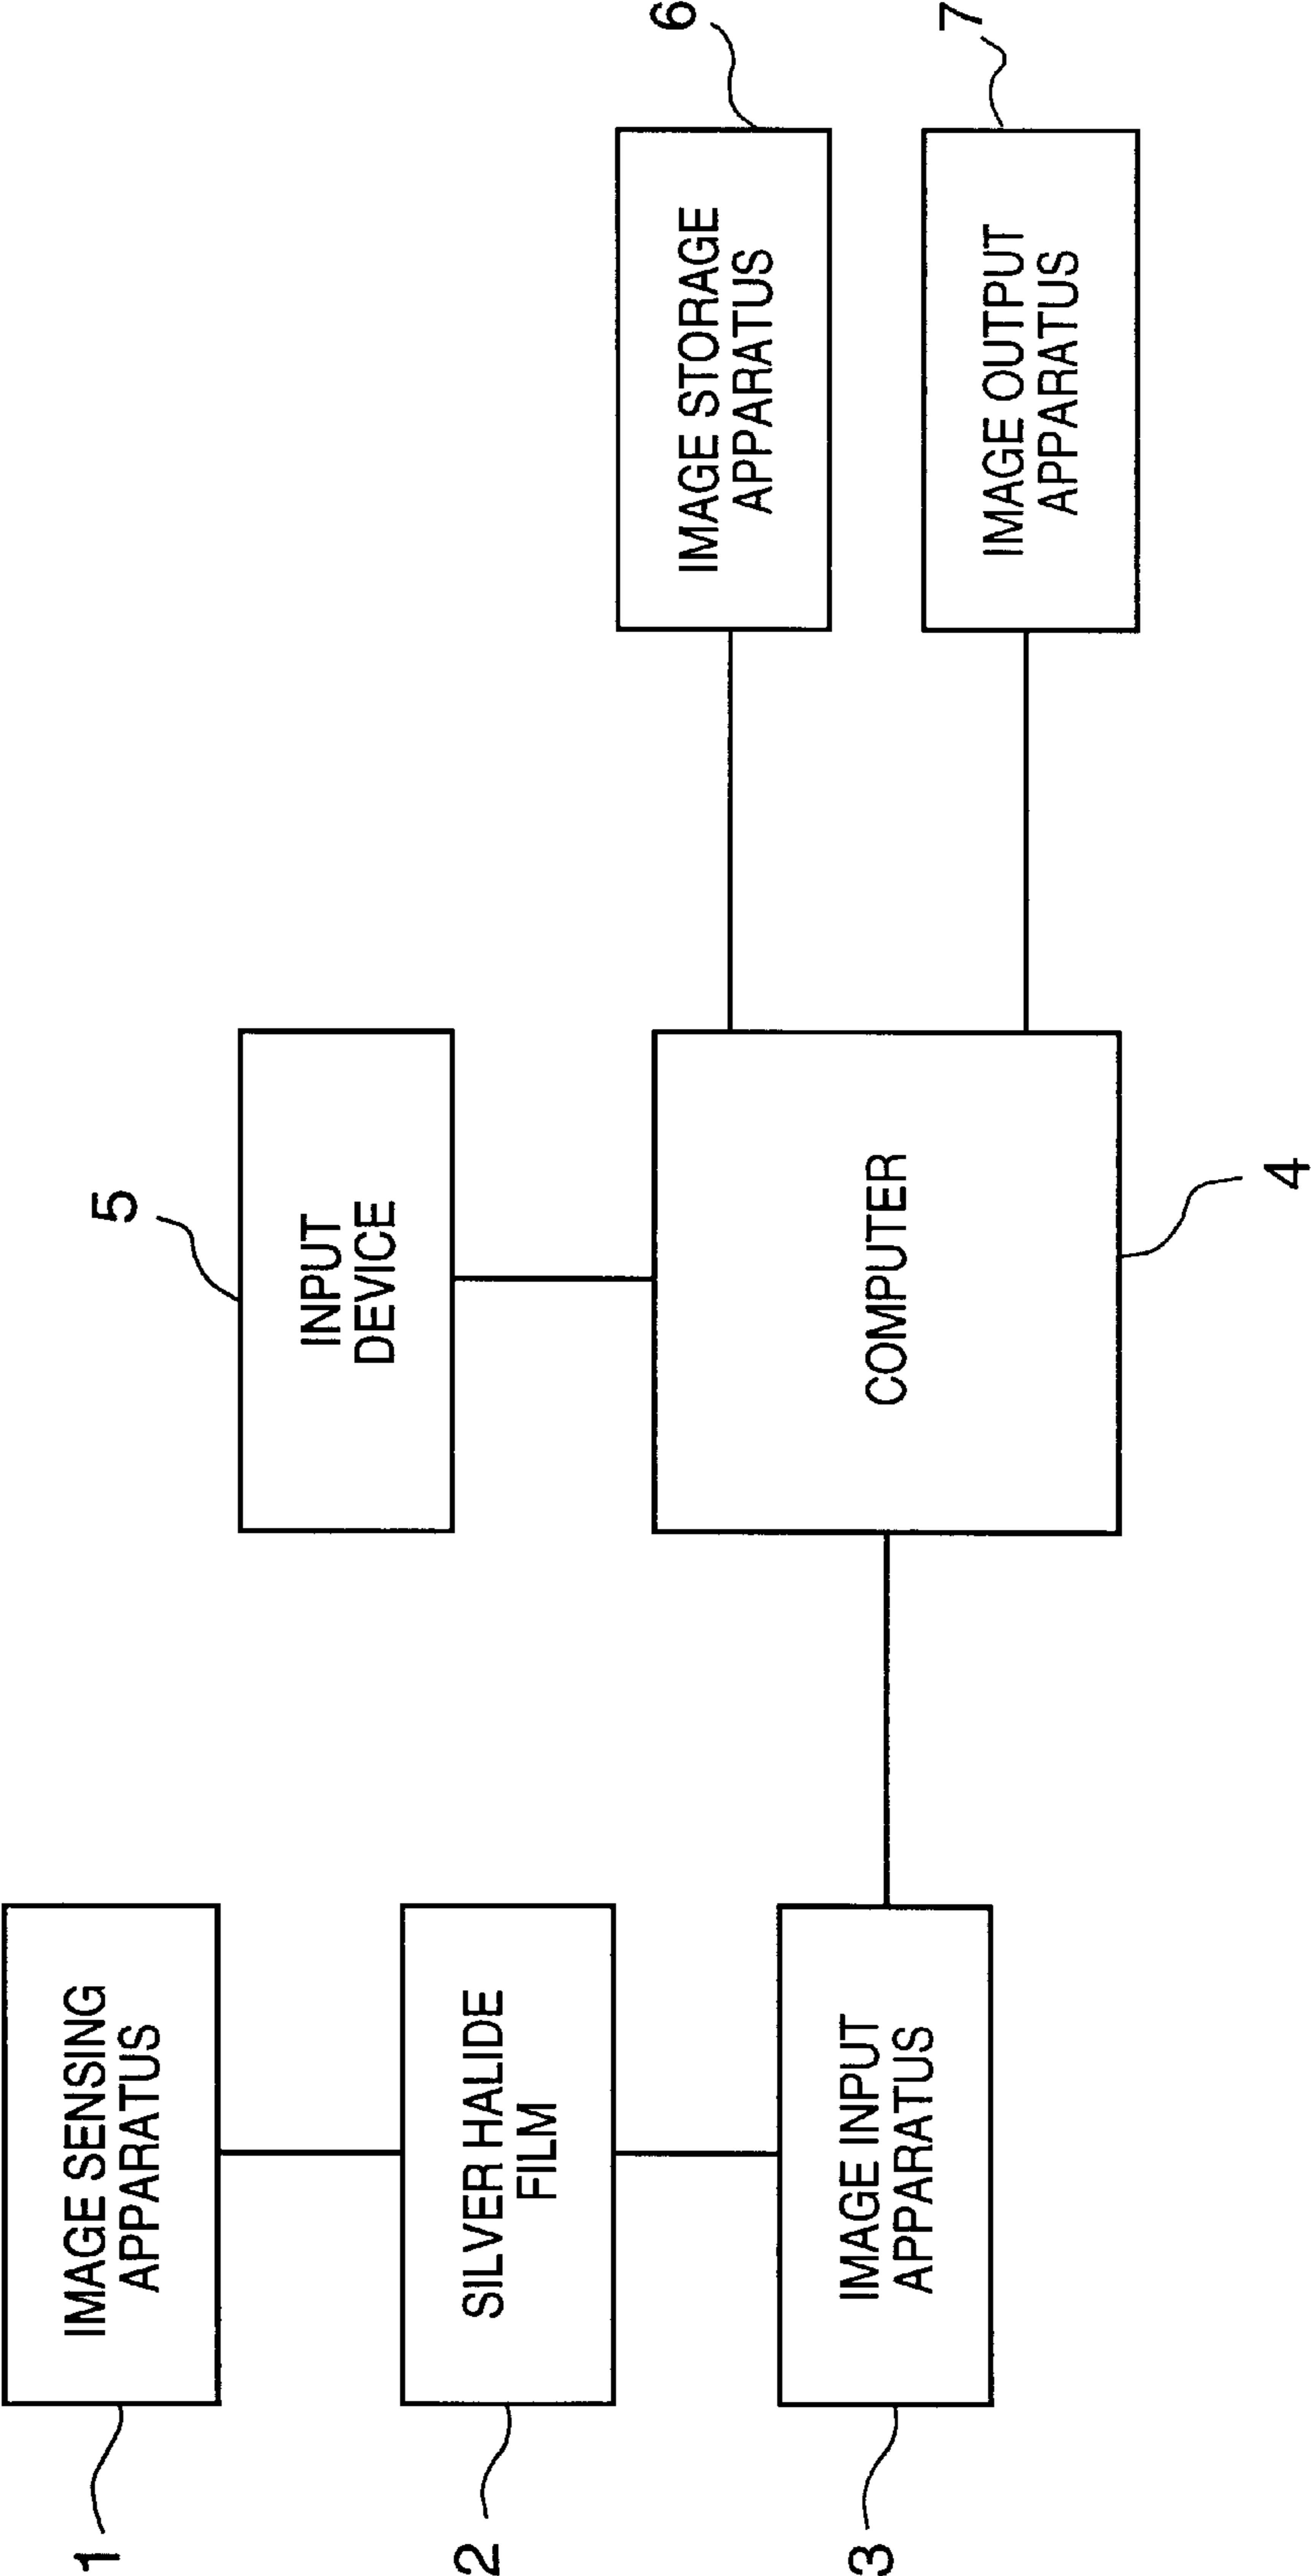 1
IMAGE SENSING
APPARATUS
2
SILVER HALIDE
FILM
3
IMAGE INPUT
APPARATUS
5
INPUT
DEVICE
COMPUTER
4
6
IMAGE STORAGE
APPARATUS
7
IMAGE OUTPUT
APPARATUS